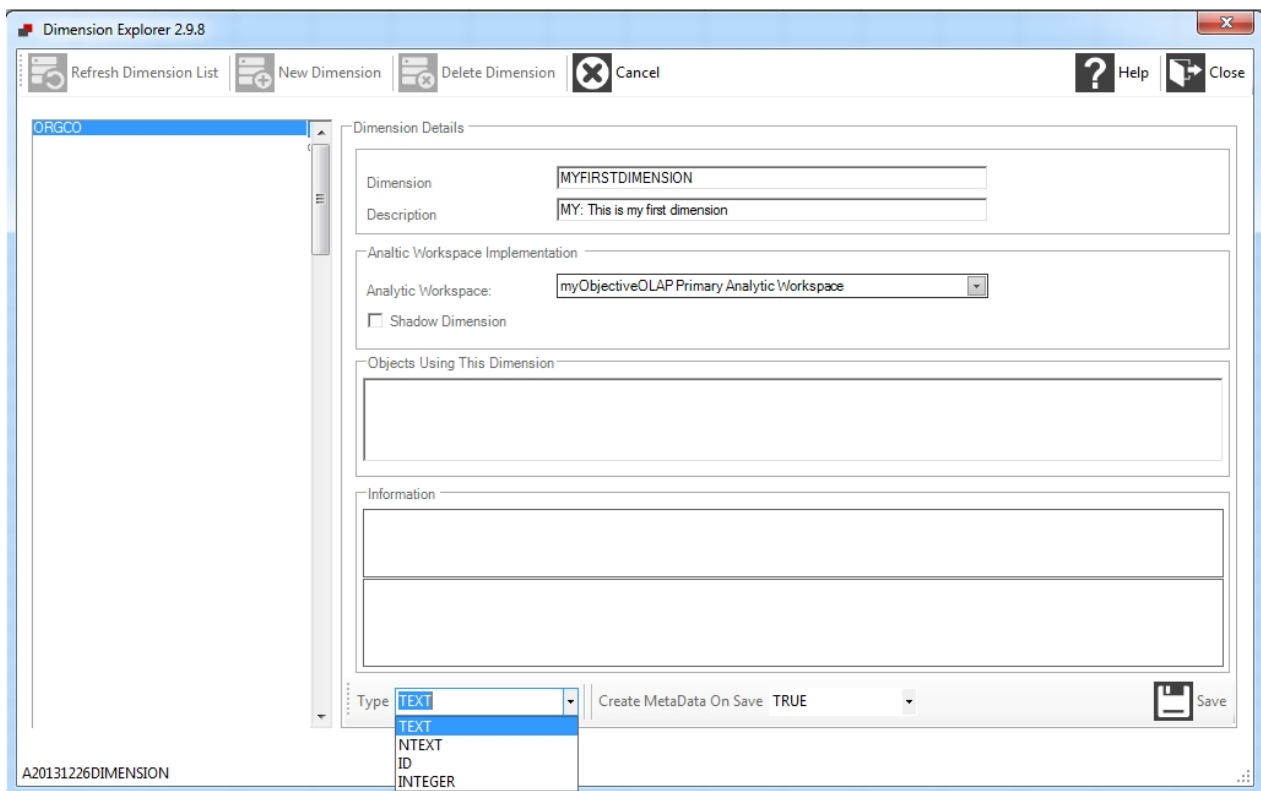 Dimension Explorer 2.9.8
Refresh Dimension List New Dimension Delete Dimension Cancel Help Close
ORGCO
Dimension Details
Dimension MYFIRSTDIMENSION
Description MY: This is my first dimension
Analtic Workspace Implementation
Analytic Workspace: myObjectiveOLAP Primary Analytic Workspace
Shadow Dimension
Objects Using This Dimension
Information
Type TEXT Create MetaData On Save TRUE Save
TEXT
NTEXT
ID
INTEGER
A20131226DIMENSION